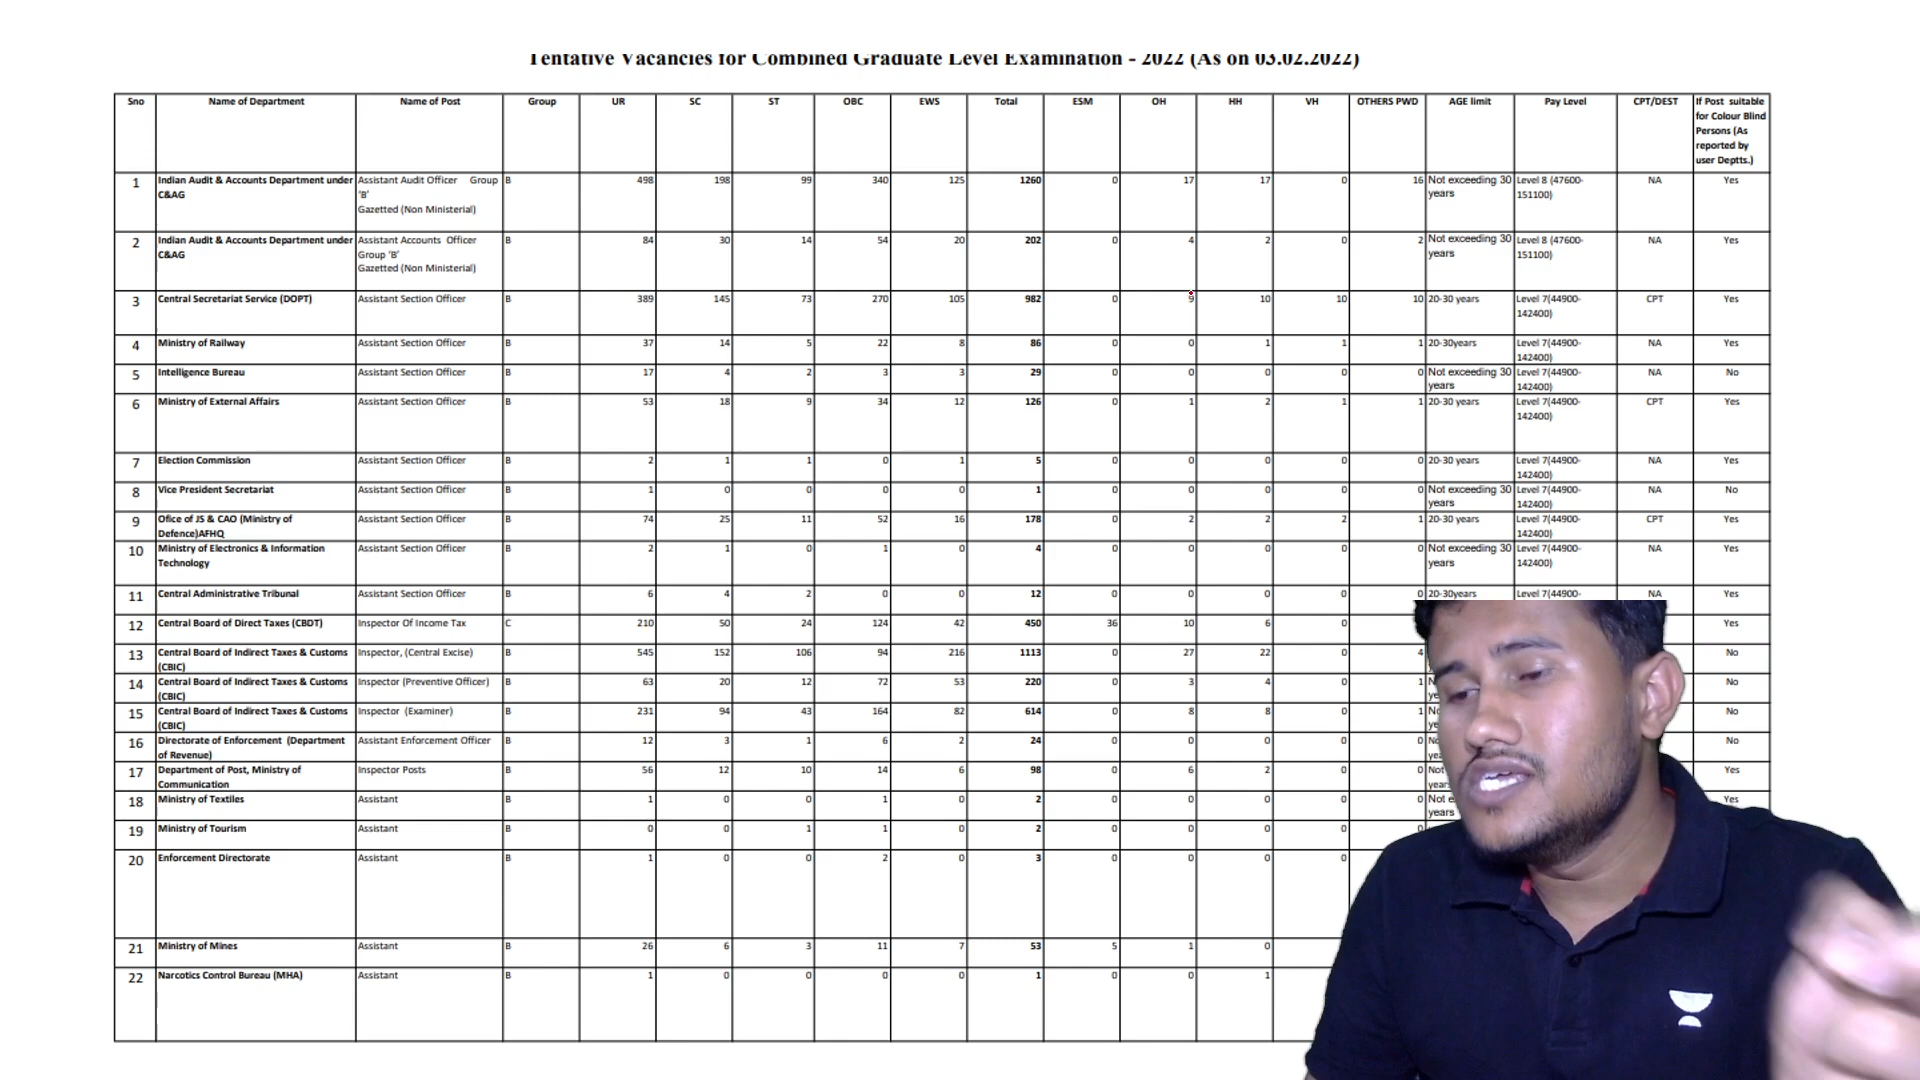 Tentative Vacancies for Combined Graduate Level Examination - 2022 (As on 03.02.2022)
Sno Name of Department Name of Post Group UR SC ST OBC EWS Total ESM OH HH VH OTHERS PWD AGE limit Pay Level CPT/DEST If Post suitable
for Colour Blind
Persons (As
reported by
user Deptts.)
1 Indian Audit & Accounts Department under Assistant Audit Officer Group B 498 198 99 340 125 1260 0 17 17 0 16 Not exceeding 30 Level 8 (47600- NA Yes
C&AG 'B' years 151100)
Gazetted (Non Ministerial)
2 Indian Audit & Accounts Department under Assistant Accounts Officer B 84 30 14 54 20 202 0 4 2 0 2 Not exceeding 30 Level 8 (47600- NA Yes
C&AG Group 'B' years 151100)
Gazetted (Non Ministerial)
3 Central Secretariat Service (DOPT) Assistant Section Officer B 389 145 73 270 105 982 0 9 10 10 10 20-30 years Level 7(44900- CPT Yes
142400)
4 Ministry of Railway Assistant Section Officer B 37 14 5 22 8 86 0 0 1 1 1 20-30years Level 7(44900- NA Yes
142400)
5 Intelligence Bureau Assistant Section Officer B 17 4 2 3 3 29 0 0 0 0 0 Not exceeding 30 Level 7(44900- NA No
years 142400)
6 Ministry of External Affairs Assistant Section Officer B 53 18 9 34 12 126 0 1 2 1 1 20-30 years Level 7(44900- CPT Yes
142400)
7 Election Commission Assistant Section Officer B 2 1 1 0 1 5 0 0 0 0 0 20-30 years Level 7(44900- NA Yes
142400)
8 Vice President Secretariat Assistant Section Officer B 1 0 0 0 0 1 0 0 0 0 0 Not exceeding 30 Level 7(44900- NA No
years 142400)
9 Ofice of JS & CAO (Ministry of Assistant Section Officer B 74 25 11 52 16 178 0 2 2 2 1 20-30 years Level 7(44900- CPT Yes
Defence)AFHQ 142400)
10 Ministry of Electronics & Information Assistant Section Officer B 2 1 0 1 0 4 0 0 0 0 0 Not exceeding 30 Level 7(44900- NA Yes
Technology years 142400)
11 Central Administrative Tribunal Assistant Section Officer B 6 4 2 0 0 12 0 0 0 0 0 20-30years Level 7(44900- NA Yes
12 Central Board of Direct Taxes (CBDT) Inspector Of Income Tax C 210 50 24 124 42 450 36 10 6 0 Yes
13 Central Board of Indirect Taxes & Customs Inspector, (Central Excise) B 545 152 106 94 216 1113 0 27 22 0 4 No
(CBIC)
14 Central Board of Indirect Taxes & Customs Inspector (Preventive Officer) B 63 20 12 72 53 220 0 3 4 0 1 No
(CBIC)
15 Central Board of Indirect Taxes & Customs Inspector (Examiner) B 231 94 43 164 82 614 0 8 8 0 1 No
(CBIC)
16 Directorate of Enforcement (Department Assistant Enforcement Officer B 12 3 1 6 2 24 0 0 0 0 0 No
of Revenue)
17 Department of Post, Ministry of Inspector Posts B 56 12 10 14 6 98 0 6 2 0 0 Not Yes
Communication
18 Ministry of Textiles Assistant B 1 0 0 1 0 2 0 0 0 0 0 Not Yes
years
19 Ministry of Tourism Assistant B 0 0 1 1 0 2 0 0 0 0 0
20 Enforcement Directorate Assistant B 1 0 0 2 0 3 0 0 0 0
21 Ministry of Mines Assistant B 26 6 3 11 7 53 5 1 0
22 Narcotics Control Bureau (MHA) Assistant B 1 0 0 0 0 1 0 0 1